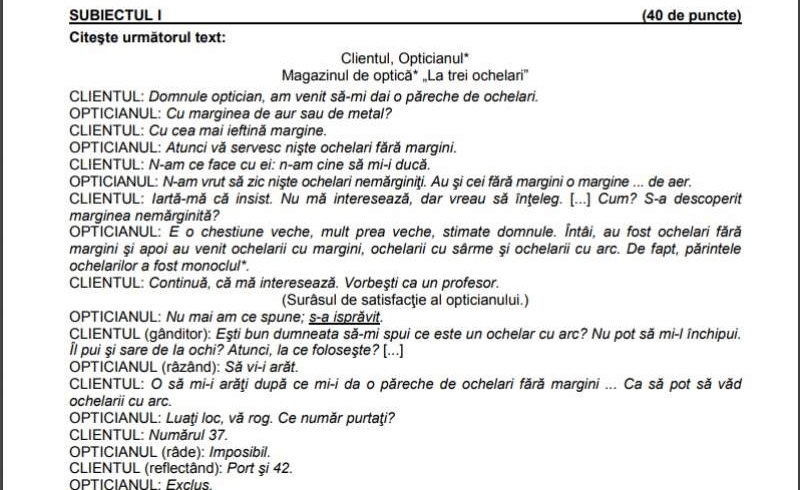 SUBIECTUL I (40 de puncte)
Citeşte următorul text:
Clientul, Opticianul*
Magazinul de optică* „La trei ochelari”
CLIENTUL: Domnule optician, am venit să-mi dai o păreche de ochelari.
OPTICIANUL: Cu marginea de aur sau de metal?
CLIENTUL: Cu cea mai ieftină margine.
OPTICIANUL: Atunci vă servesc nişte ochelari fără margini.
CLIENTUL: N-am ce face cu ei: n-am cine să mi-i ducă.
OPTICIANUL: N-am vrut să zic nişte ochelari nemărginiţi. Au şi cei fără margini o margine ... de aer.
CLIENTUL: Iartă-mă că insist. Nu mă interesează, dar vreau să înţeleg. [...] Cum? S-a descoperit
marginea nemărginită?
OPTICIANUL: E o chestiune veche, mult prea veche, stimate domnule. Întâi, au fost ochelari fără
margini şi apoi au venit ochelarii cu margini, ochelarii cu sârme şi ochelarii cu arc. De fapt, părintele
ochelarilor a fost monoclul*.
CLIENTUL: Continuă, că mă interesează. Vorbeşti ca un profesor.
(Surâsul de satisfacţie al opticianului.)
OPTICIANUL: Nu mai am ce spune; s-a isprăvit.
CLIENTUL (gânditor): Eşti bun dumneata să-mi spui ce este un ochelar cu arc? Nu pot să mi-l închipui.
Îl pui şi sare de la ochi? Atunci, la ce foloseşte? [...]
OPTICIANUL (râzând): Să vi-i arăt.
CLIENTUL: O să mi-i arăţi după ce mi-i da o păreche de ochelari fără margini ... Ca să pot să văd
ochelarii cu arc.
OPTICIANUL: Luaţi loc, vă rog. Ce număr purtaţi?
CLIENTUL: Numărul 37.
OPTICIANUL (râde): Imposibil.
CLIENTUL (reflectând): Port şi 42.
OPTICIANUL: Exclus.